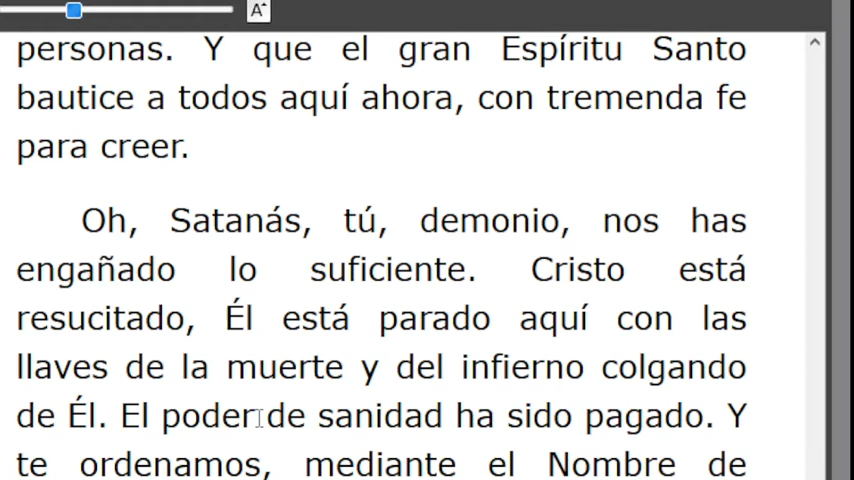 A
personas. Y que el gran Espíritu Santo
bautice a todos aquí ahora, con tremenda fe
para creer.
Oh, Satanás, tú, demonio, nos has
engañado lo suficiente. Cristo está
resucitado, Él está parado aquí con las
llaves de la muerte y del infierno colgando
de Él. El poder de sanidad ha sido pagado. Y
te ordenamos, mediante el Nombre de